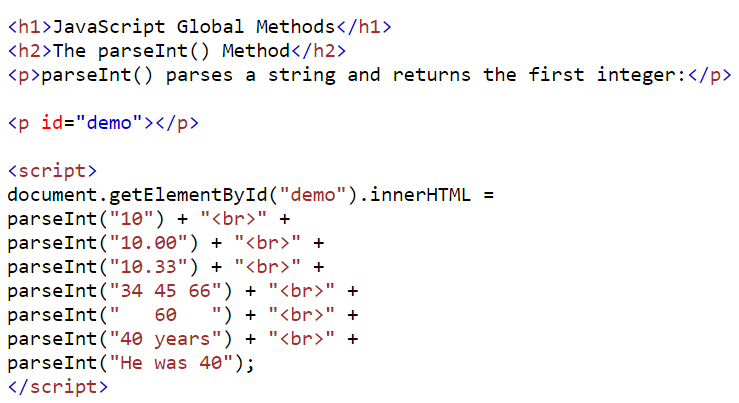 <h1>JavaScript Global Methods</h1>
<h2>The parseInt() Method</h2>
<p>parseInt() parses a string and returns the first integer:</p>

<p id="demo"></p>

<script>
document.getElementById("demo").innerHTML =
parseInt("10") + "<br>" +
parseInt("10.00") + "<br>" +
parseInt("10.33") + "<br>" +
parseInt("34 45 66") + "<br>" +
parseInt("   60   ") + "<br>" +
parseInt("40 years") + "<br>" +
parseInt("He was 40");
</script>